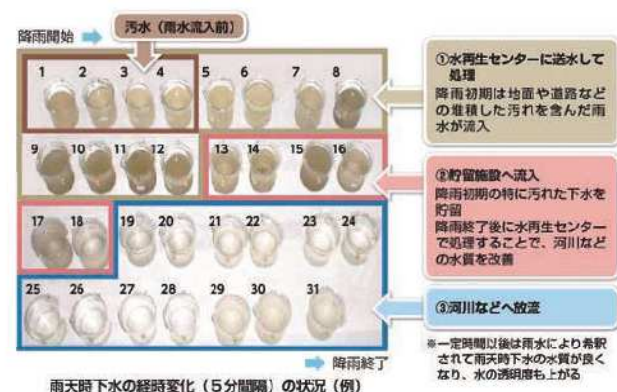 降雨開始
汚水（雨水流入前）
1 2 3 4 5 6 7 8
9 10 11 12 13 14 15 16
17 18 19 20 21 22 23 24
25 26 27 28 29 30 31
降雨終了
雨天時下水の経時変化（5分間隔）の状況（例）
①水再生センターに送水して
処理
降雨初期は地面や道路など
の堆積した汚れを含んだ雨
水が流入
②貯留施設へ流入
降雨初期の特に汚れた下水を
貯留
降雨終了後に水再生センター
で処理することで、河川など
の水質を改善
③河川などへ放流
※一定時間以後は雨水により希釈
されて雨天時下水の水質が良く
なり、水の透明度も上がる